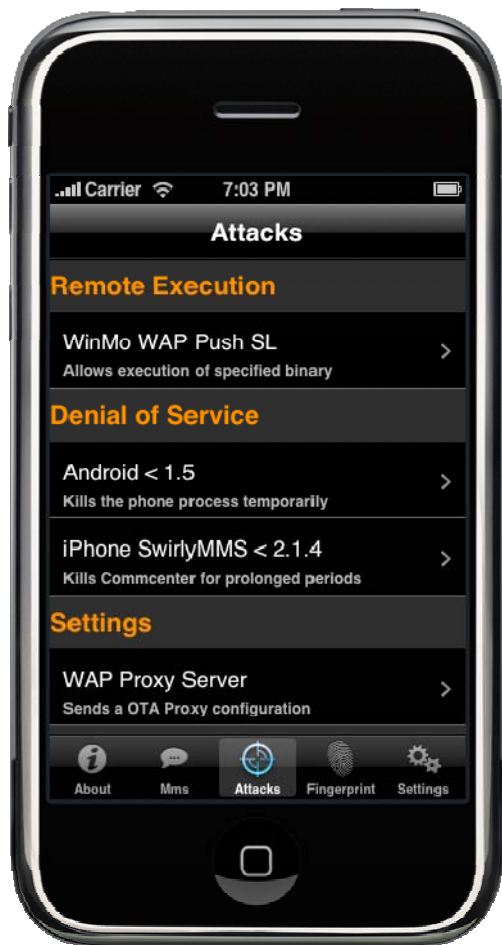 Carrier 7:03 PM
Attacks
Remote Execution
WinMo WAP Push SL
Allows execution of specified binary
Denial of Service
Android < 1.5
Kills the phone process temporarily
iPhone SwirlyMMS < 2.1.4
Kills Commcenter for prolonged periods
Settings
WAP Proxy Server
Sends a OTA Proxy configuration
About Mms Attacks Fingerprint Settings